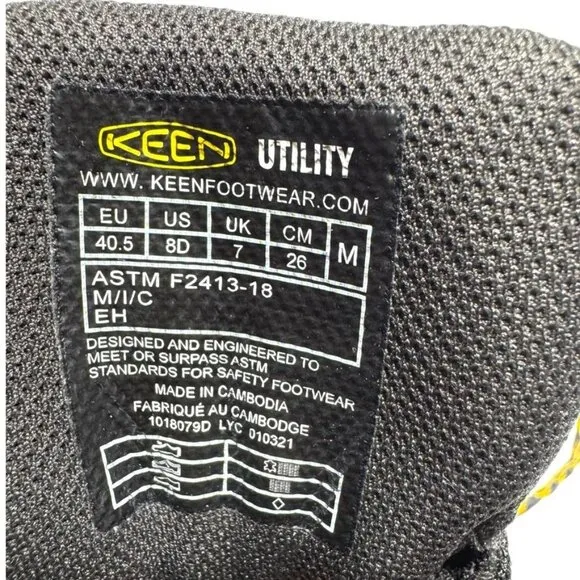 KEEN UTILITY
WWW. KEENFOOTWEAR.COM
EU US UK CM M
40.5 8D 7 26
ASTM F2413-18
M/I/C
EH
DESIGNED AND ENGINEERED TO
MEET OR SURPASS ASTM
STANDARDS FOR SAFETY FOOTWEAR
MADE IN CAMBODIA
FABRIQUÉ AU CAMBODGE
1018079D LYC 010321